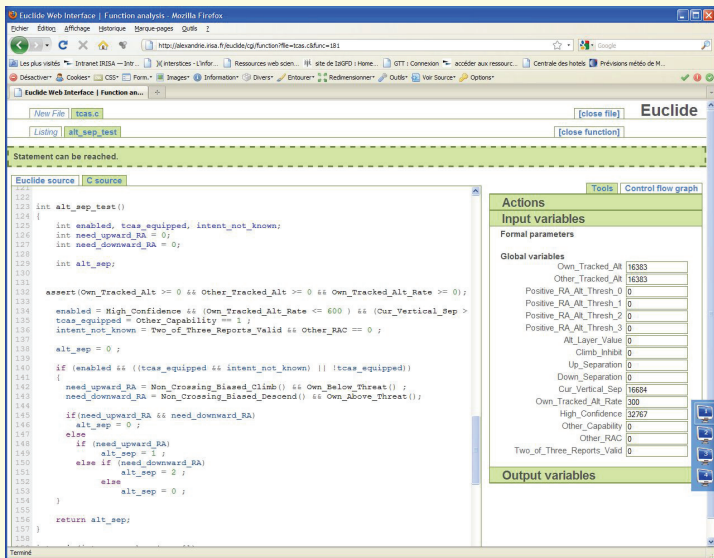 Euclide Web Interface | Function analysis - Mozilla Firefox
Fichier Édition Affichage Historique Marque-pages Outils ?
http://alexandrie.irisa.fr/euclide/cgi/function?file=tcas.c&func=181
Google
Les plus visités Intranet IRISA — Intr... )i(nterstices - L'infor... Ressources web scien... site de IziGFD : Home... GTT : Connexion accéder aux ressourc... Centrale des hotels Prévisions météo de M...
Désactiver Cookies CSS Form. Images Information Divers Entourer Redimensionner Outils Voir Source Options
Euclide Web Interface | Function an...
New File tcas.c [close file] Euclide
Listing alt_sep_test [close function]
Statement can be reached.
Euclide source C source
Tools Control flow graph
121
122
123 int alt_sep_test()
124 {
125 int enabled, tcas_equipped, intent_not_known;
126 int need_upward_RA = 0;
127 int need_downward_RA = 0;
128
129 int alt_sep;
130
131
132 assert(Own_Tracked_Alt >= 0 && Other_Tracked_Alt >= 0 && Own_Tracked_Alt_Rate >= 0);
133
134 enabled = High_Confidence && (Own_Tracked_Alt_Rate <= 600 ) && (Cur_Vertical_Sep >
135 tcas_equipped = Other_Capability == 1 ;
136 intent_not_known = Two_of_Three_Reports_Valid && Other_RAC == 0 ;
137
138 alt_sep = 0 ;
139
140 if (enabled && ((tcas_equipped && intent_not_known) || !tcas_equipped))
141 {
142 need_upward_RA = Non_Crossing_Biased_Climb() && Own_Below_Threat() ;
143 need_downward_RA = Non_Crossing_Biased_Descend() && Own_Above_Threat();
144
145 if(need_upward_RA && need_downward_RA)
146 alt_sep = 0 ;
147 else
148 if (need_upward_RA)
149 alt_sep = 1 ;
150 else if (need_downward_RA)
151 alt_sep = 2 ;
152 else
153 alt_sep = 0 ;
154 }
155
156 return alt_sep;
157 }
158
Actions
Input variables
Formal parameters
Global variables
Own_Tracked_Alt 16383
Other_Tracked_Alt 16383
Positive_RA_Alt_Thresh_0 0
Positive_RA_Alt_Thresh_1 0
Positive_RA_Alt_Thresh_2 0
Positive_RA_Alt_Thresh_3 0
Alt_Layer_Value 0
Climb_Inhibit 0
Up_Separation 0
Down_Separation 0
Cur_Vertical_Sep 16684
Own_Tracked_Alt_Rate 300
High_Confidence 32767
Other_Capability 0
Other_RAC 0
Two_of_Three_Reports_Valid 0
Output variables
1
2
3
4
Terminé